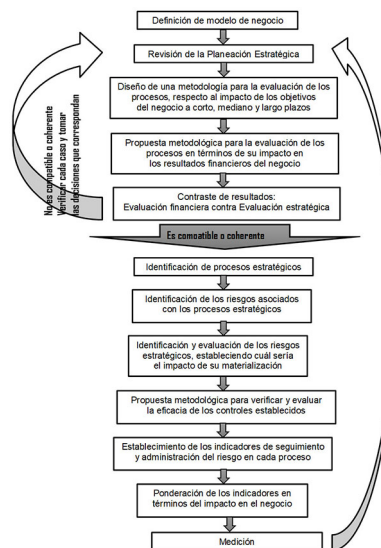 Definición de modelo de negocio
Revisión de la Planeación Estratégica
Diseño de una metodología para la evaluación de los
procesos, respecto al impacto de los objetivos
del negocio a corto, mediano y largo plazos
Propuesta metodológica para la evaluación de los
procesos en términos de su impacto en
los resultados financieros del negocio
Contraste de resultados:
Evaluación financiera contra Evaluación estratégica
No es compatible o coherente
Verificar cada caso y tomar
las decisiones que correspondan
Es compatible o coherente
Identificación de procesos estratégicos
Identificación de los riesgos asociados
con los procesos estratégicos
Identificación y evaluación de los riesgos
estratégicos, estableciendo cuál sería
el impacto de su materialización
Propuesta metodológica para verificar y evaluar
la eficacia de los controles establecidos
Establecimiento de los indicadores de seguimiento
y administración del riesgo en cada proceso
Ponderación de los indicadores en
términos del impacto en el negocio
Medición